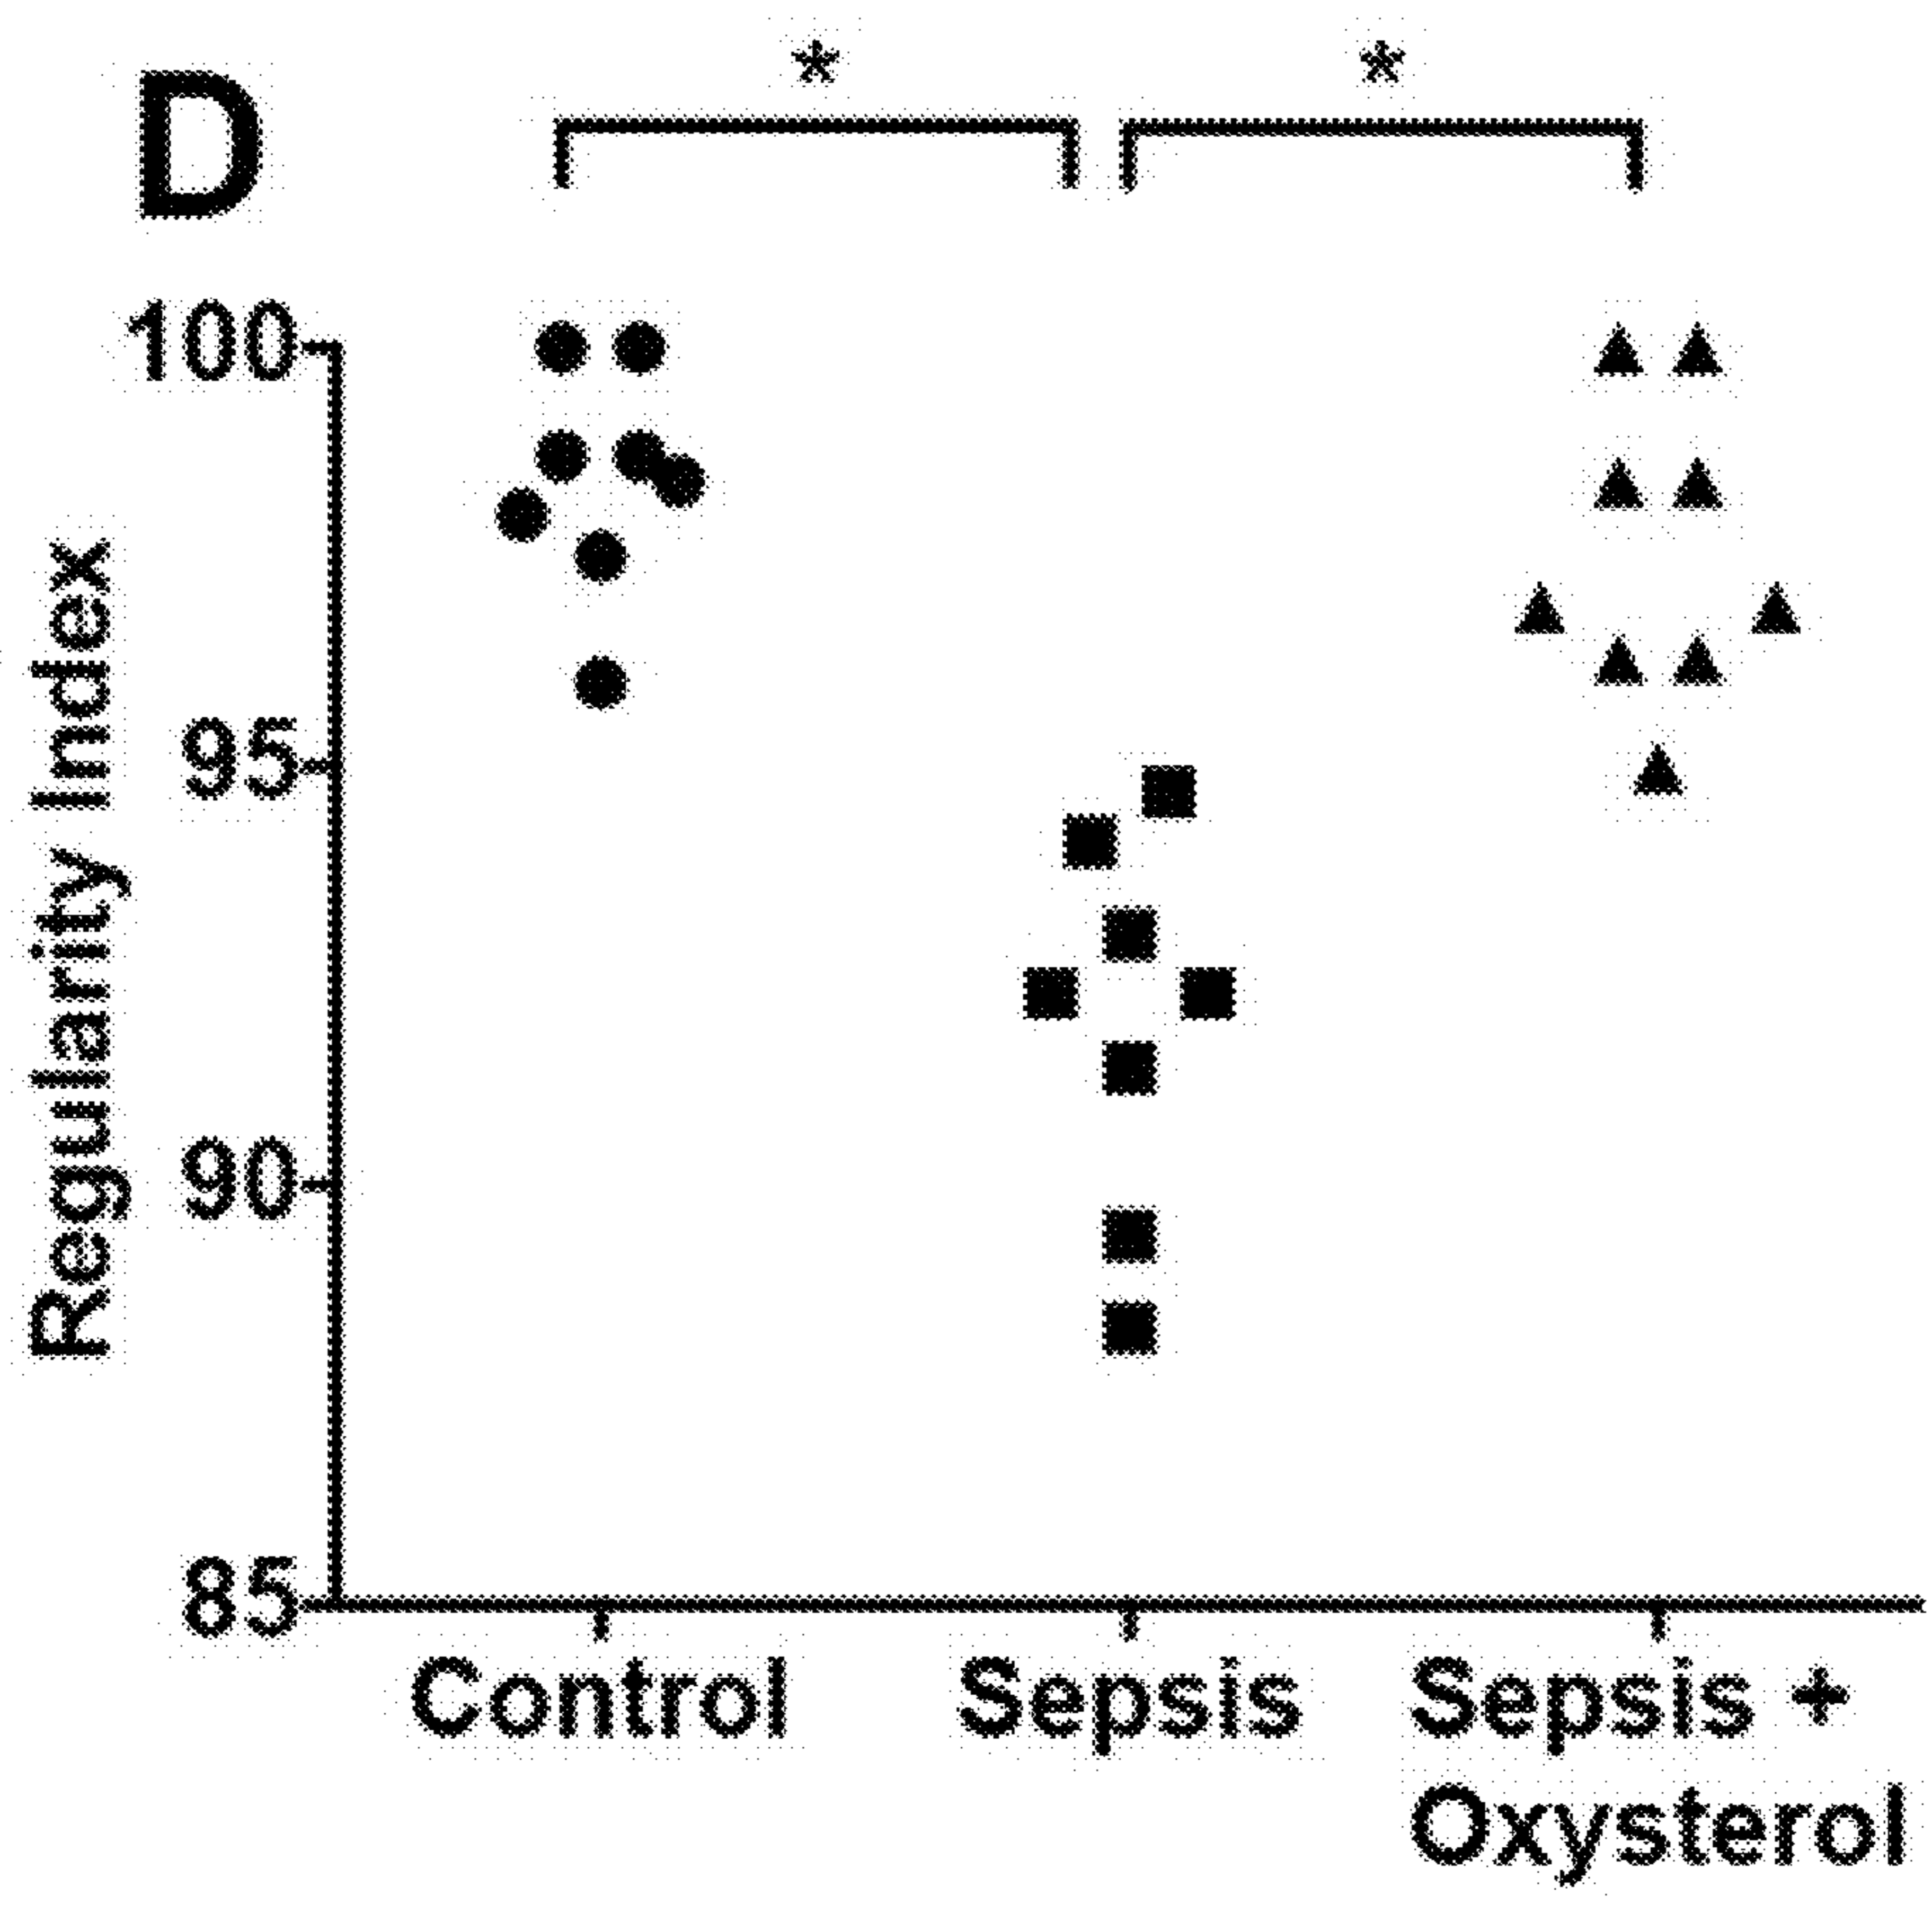 D
*
*
Regularity Index
100
95
90
85
Control
Sepsis
Sepsis +
Oxysterol